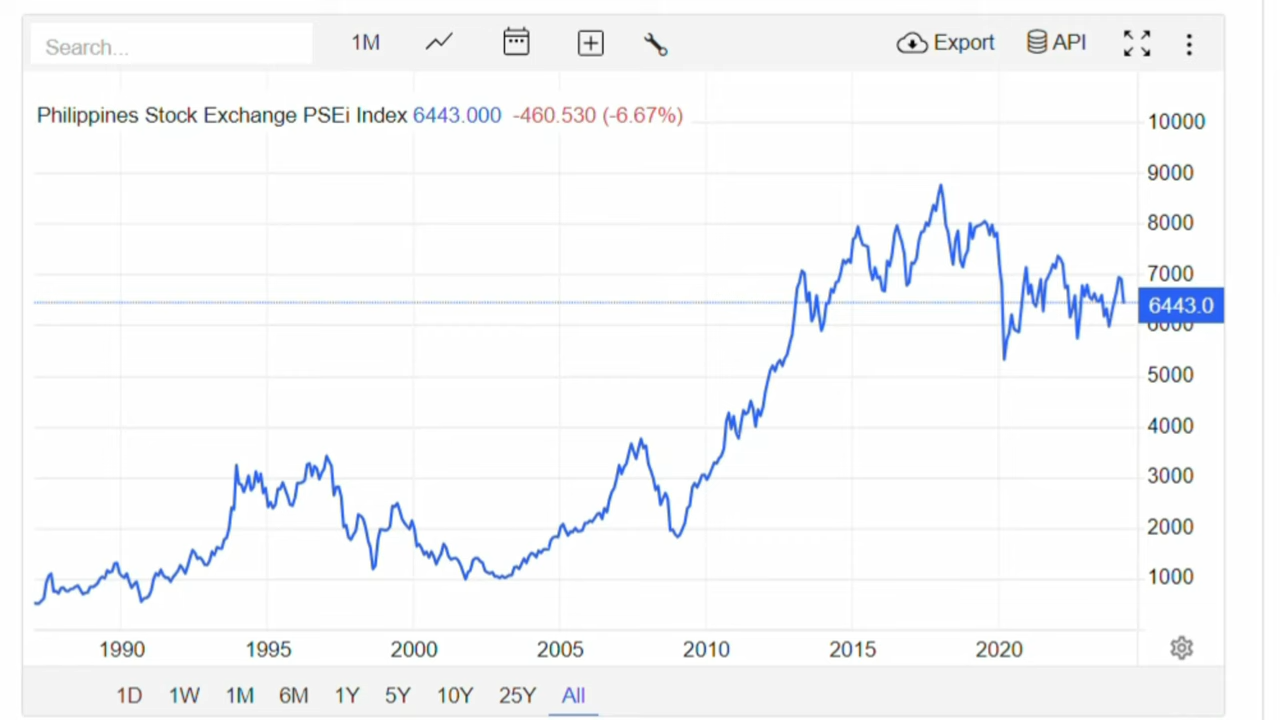 Search... 1M Export API
Philippines Stock Exchange PSEi Index 6443.000 -460.530 (-6.67%)
10000
9000
8000
7000
6443.0
6000
5000
4000
3000
2000
1000
1990 1995 2000 2005 2010 2015 2020
1D 1W 1M 6M 1Y 5Y 10Y 25Y All